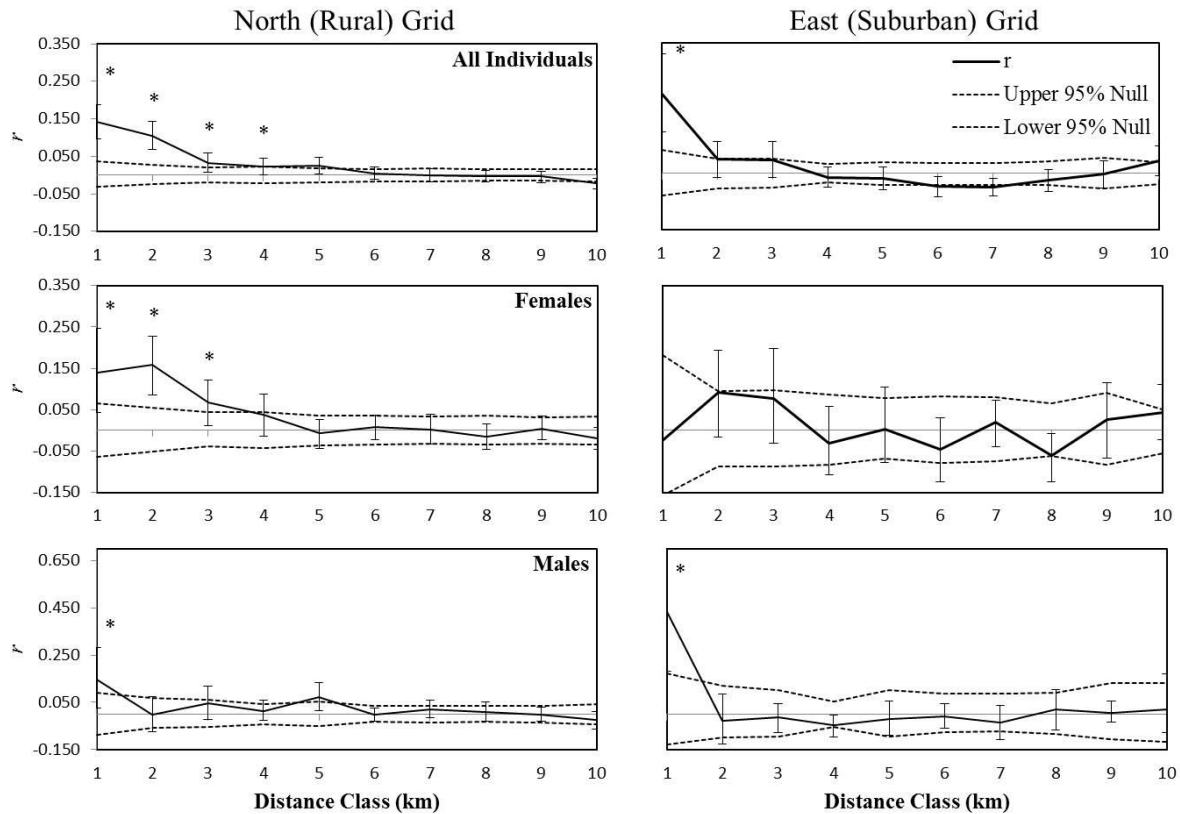 North (Rural) Grid
East (Suburban) Grid
0.350
0.250
0.150
0.050
-0.050
-0.150
r
All Individuals
*
*
*
*
1 2 3 4 5 6 7 8 9 10
*
r
Upper 95% Null
Lower 95% Null
1 2 3 4 5 6 7 8 9 10
0.350
0.250
0.150
0.050
-0.050
-0.150
r
Females
*
*
*
1 2 3 4 5 6 7 8 9 10
1 2 3 4 5 6 7 8 9 10
0.650
0.450
0.250
0.050
-0.150
r
Males
*
1 2 3 4 5 6 7 8 9 10
Distance Class (km)
*
1 2 3 4 5 6 7 8 9 10
Distance Class (km)